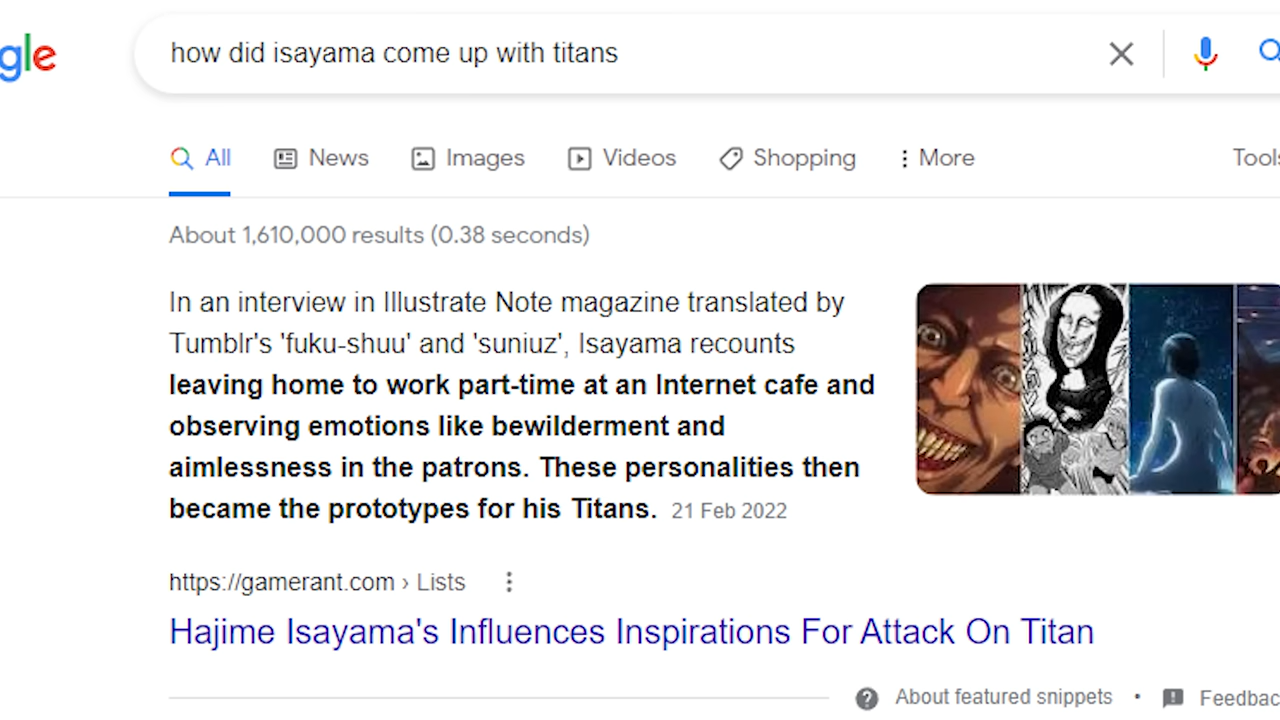 gle
how did isayama come up with titans
All News Images Videos Shopping More Tools
About 1,610,000 results (0.38 seconds)
In an interview in Illustrate Note magazine translated by
Tumblr's 'fuku-shuu' and 'suniuz', Isayama recounts
leaving home to work part-time at an Internet cafe and
observing emotions like bewilderment and
aimlessness in the patrons. These personalities then
became the prototypes for his Titans. 21 Feb 2022
https://gamerant.com › Lists
Hajime Isayama's Influences Inspirations For Attack On Titan
About featured snippets • Feedbac